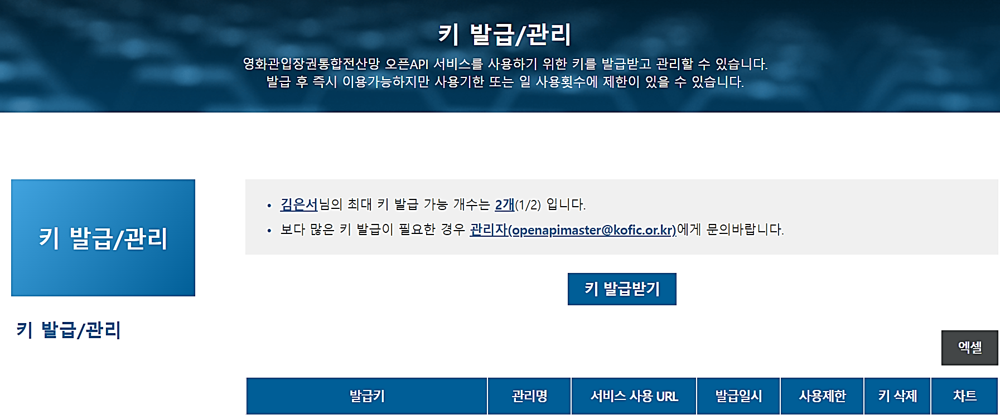 키 발급/관리
영화관입장권통합전산망 오픈API 서비스를 사용하기 위한 키를 발급받고 관리할 수 있습니다.
발급 후 즉시 이용가능하지만 사용기한 또는 일 사용횟수에 제한이 있을 수 있습니다.
키 발급/관리
키 발급/관리
• 김은서님의 최대 키 발급 가능 개수는 2개(1/2) 입니다.
• 보다 많은 키 발급이 필요한 경우 관리자(openapimaster@kofic.or.kr)에게 문의바랍니다.
키 발급받기
엑셀
발급키 관리명 서비스 사용 URL 발급일시 사용제한 키 삭제 차트